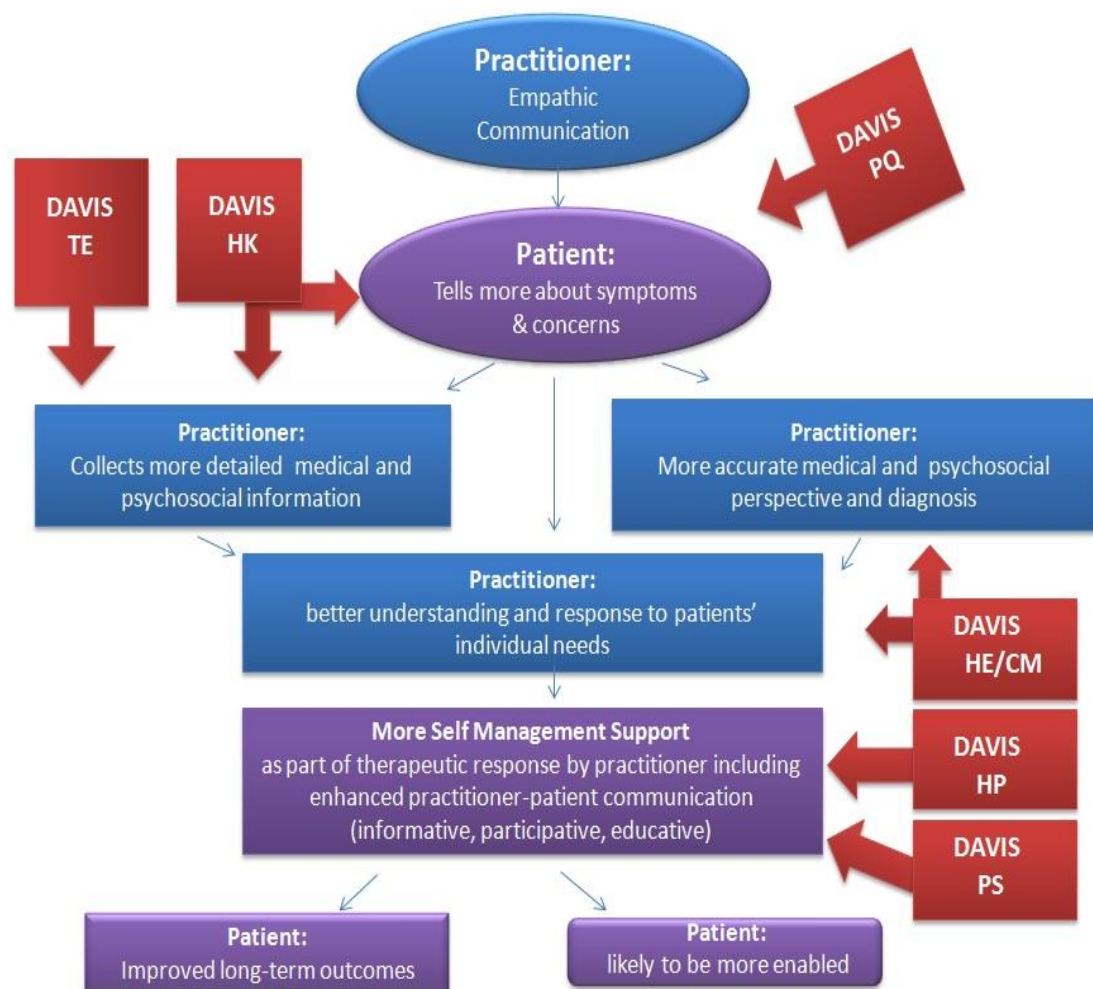 Practitioner:
Empathic
Communication
DAVIS
PQ
DAVIS
TE
DAVIS
HK
Patient:
Tells more about symptoms
& concerns
Practitioner:
Collects more detailed medical and
psychosocial information
Practitioner:
More accurate medical and psychosocial
perspective and diagnosis
Practitioner:
better understanding and response to patients’
individual needs
DAVIS
HE/CM
More Self Management Support
as part of therapeutic response by practitioner including
enhanced practitioner-patient communication
(informative, participative, educative)
DAVIS
HP
DAVIS
PS
Patient:
Improved long-term outcomes
Patient:
likely to be more enabled